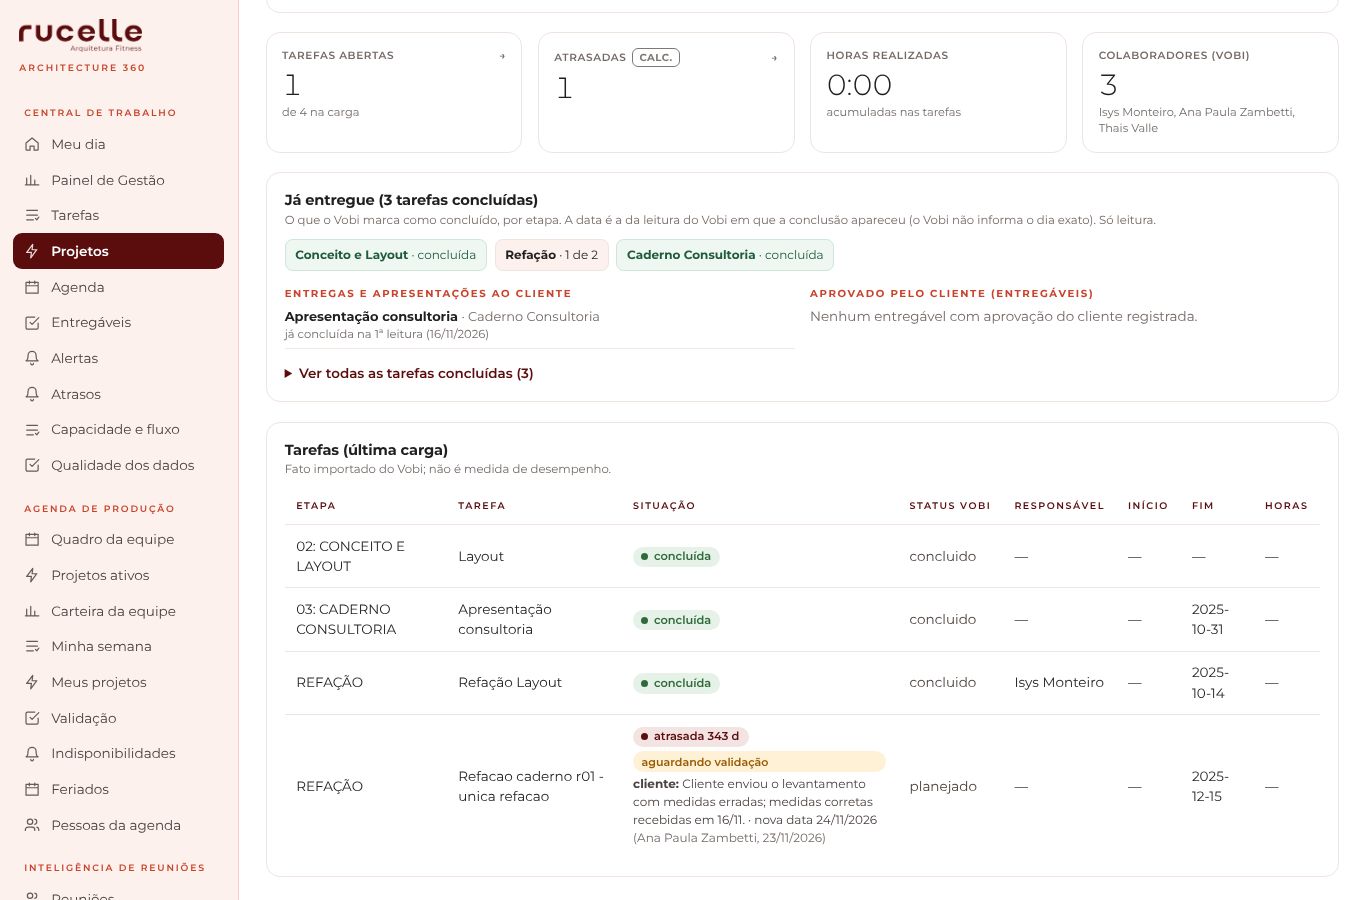 rucelle
Arquitetura Fitness
ARCHITECTURE 360
CENTRAL DE TRABALHO
Meu dia
Painel de Gestão
Tarefas
Projetos
Agenda
Entregáveis
Alertas
Atrasos
Capacidade e fluxo
Qualidade dos dados
AGENDA DE PRODUÇÃO
Quadro da equipe
Projetos ativos
Carteira da equipe
Minha semana
Meus projetos
Validação
Indisponibilidades
Feriados
Pessoas da agenda
INTELIGÊNCIA DE REUNIÕES
Reuniões
TAREFAS ABERTAS →
1
de 4 na carga
ATRASADAS CALC. →
1
HORAS REALIZADAS
0:00
acumuladas nas tarefas
COLABORADORES (VOBI)
3
Isys Monteiro, Ana Paula Zambetti,
Thais Valle
Já entregue (3 tarefas concluídas)
O que o Vobi marca como concluído, por etapa. A data é a da leitura do Vobi em que a conclusão apareceu (o Vobi não informa o dia exato). Só leitura.
Conceito e Layout · concluída
Refação · 1 de 2
Caderno Consultoria · concluída
ENTREGAS E APRESENTAÇÕES AO CLIENTE
Apresentação consultoria · Caderno Consultoria
já concluída na 1ª leitura (16/11/2026)
APROVADO PELO CLIENTE (ENTREGÁVEIS)
Nenhum entregável com aprovação do cliente registrada.
▶ Ver todas as tarefas concluídas (3)
Tarefas (última carga)
Fato importado do Vobi; não é medida de desempenho.
ETAPA TAREFA SITUAÇÃO STATUS VOBI RESPONSÁVEL INÍCIO FIM HORAS
02: CONCEITO E
LAYOUT
Layout
concluída
concluido
—
—
—
—
03: CADERNO
CONSULTORIA
Apresentação
consultoria
concluída
concluido
—
—
2025-
10-31
—
REFAÇÃO
Refação Layout
concluída
concluido
Isys Monteiro
—
2025-
10-14
—
REFAÇÃO
Refacao caderno r01 -
unica refacao
atrasada 343 d
aguardando validação
cliente: Cliente enviou o levantamento
com medidas erradas; medidas corretas
recebidas em 16/11. · nova data 24/11/2026
(Ana Paula Zambetti, 23/11/2026)
planejado
—
—
2025-
12-15
—